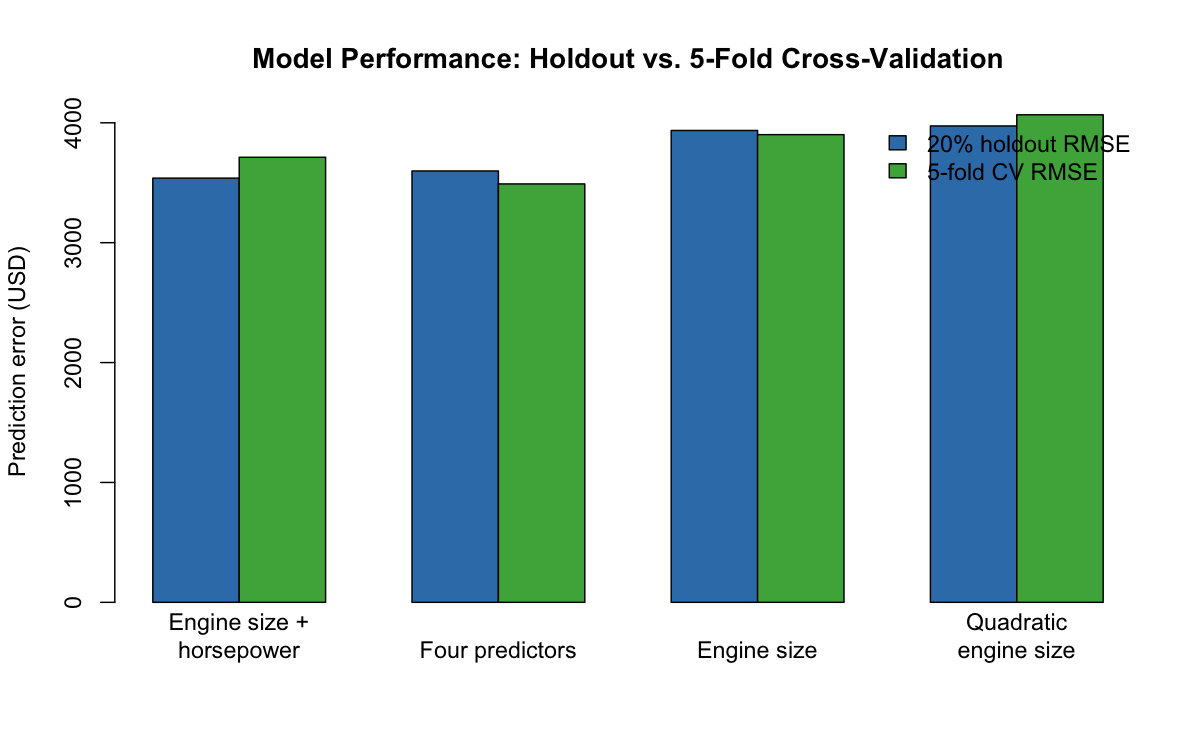 Model Performance: Holdout vs. 5-Fold Cross-Validation
Prediction error (USD)
4000
3000
2000
1000
0
20% holdout RMSE
5-fold CV RMSE
Engine size +
horsepower
Four predictors
Engine size
Quadratic
engine size